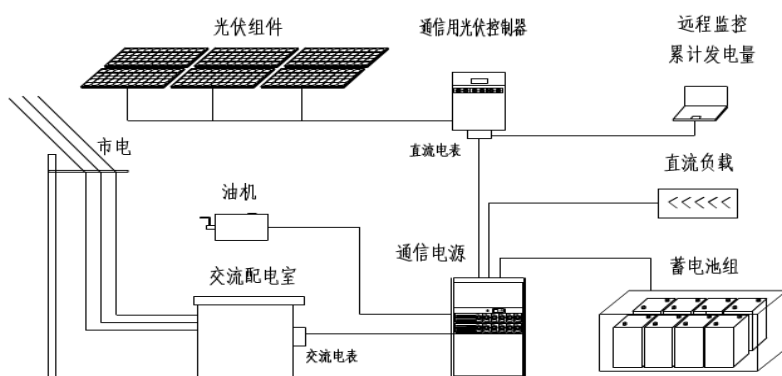 光伏组件
通信用光伏控制器
远程监控
累计发电量
市电
直流电表
直流负载
油机
通信电源
交流配电室
蓄电池组
交流电表